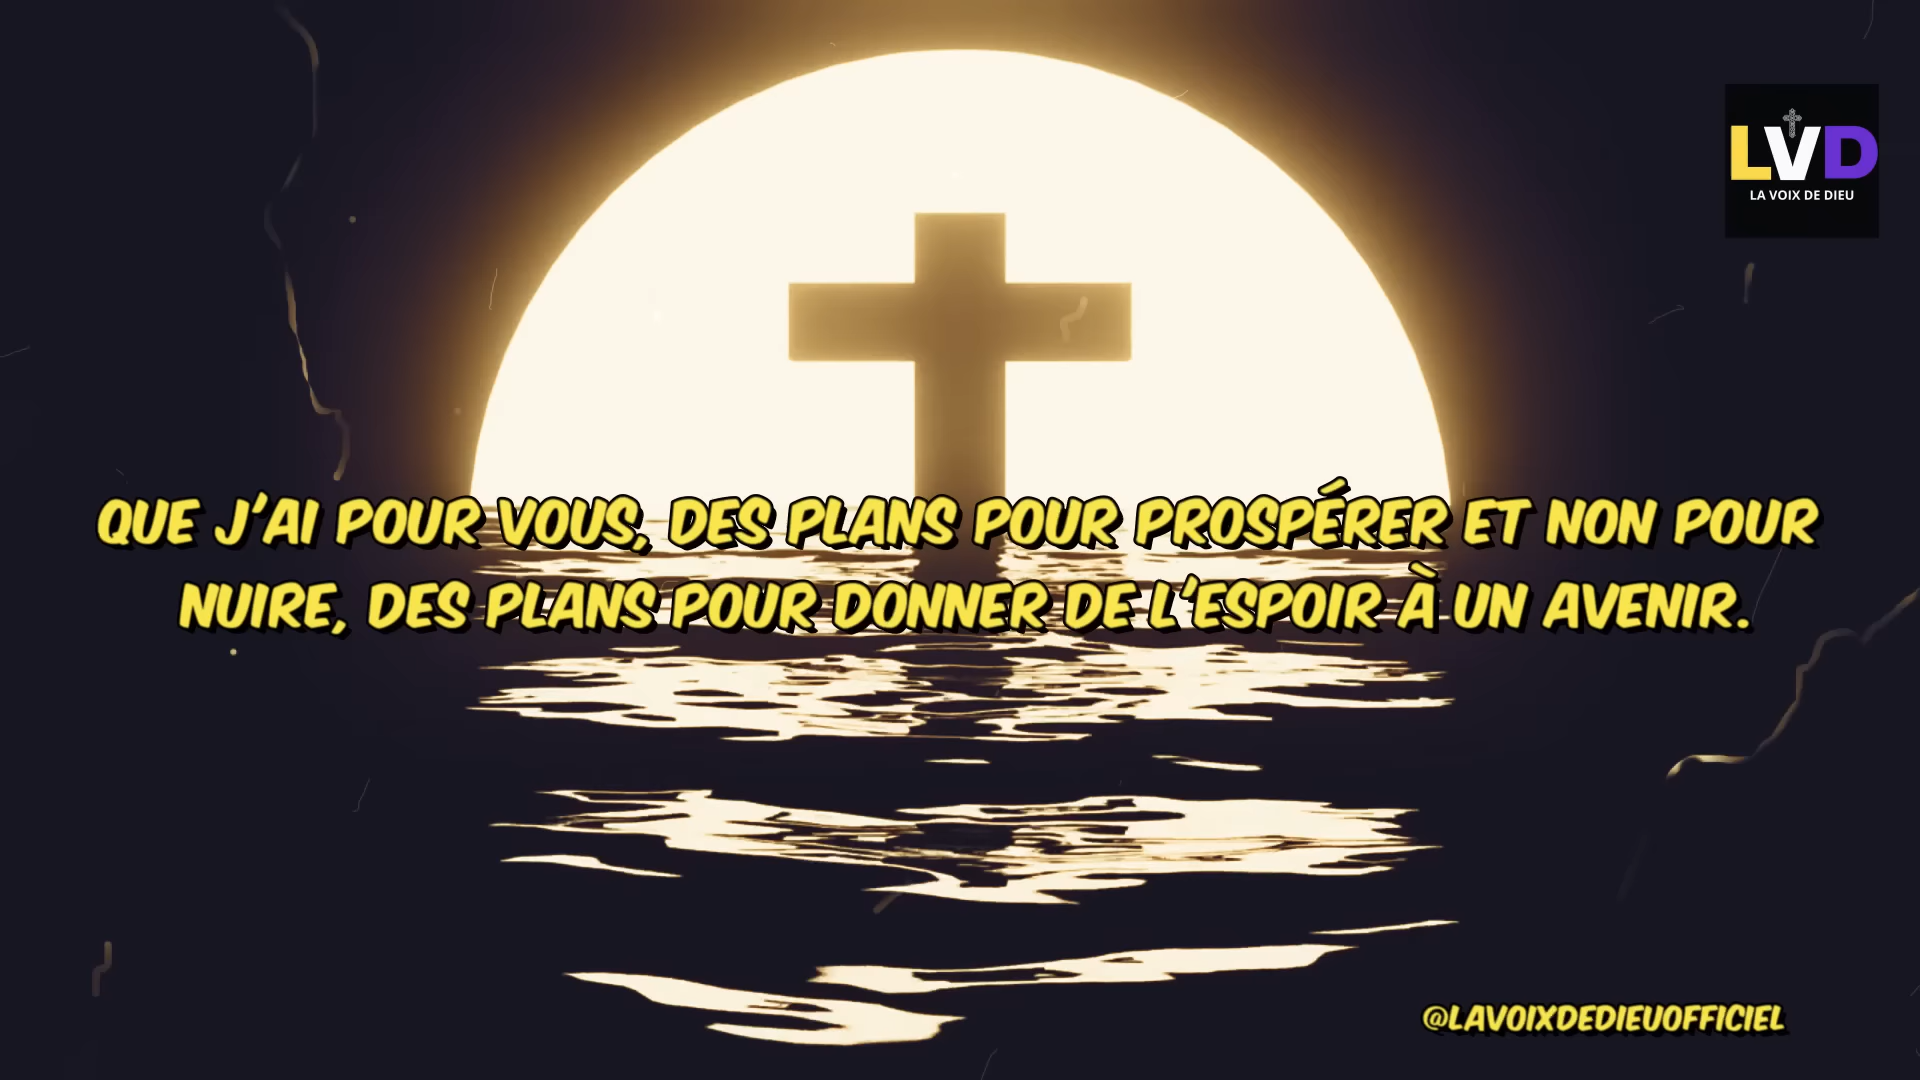 LVD
LA VOIX DE DIEU
QUE J'AI POUR VOUS, DES PLANS POUR PROSPÉRER ET NON POUR
NUIRE, DES PLANS POUR DONNER DE L'ESPOIR À UN AVENIR.
@LAVOIXDEDIEUOFFICIEL